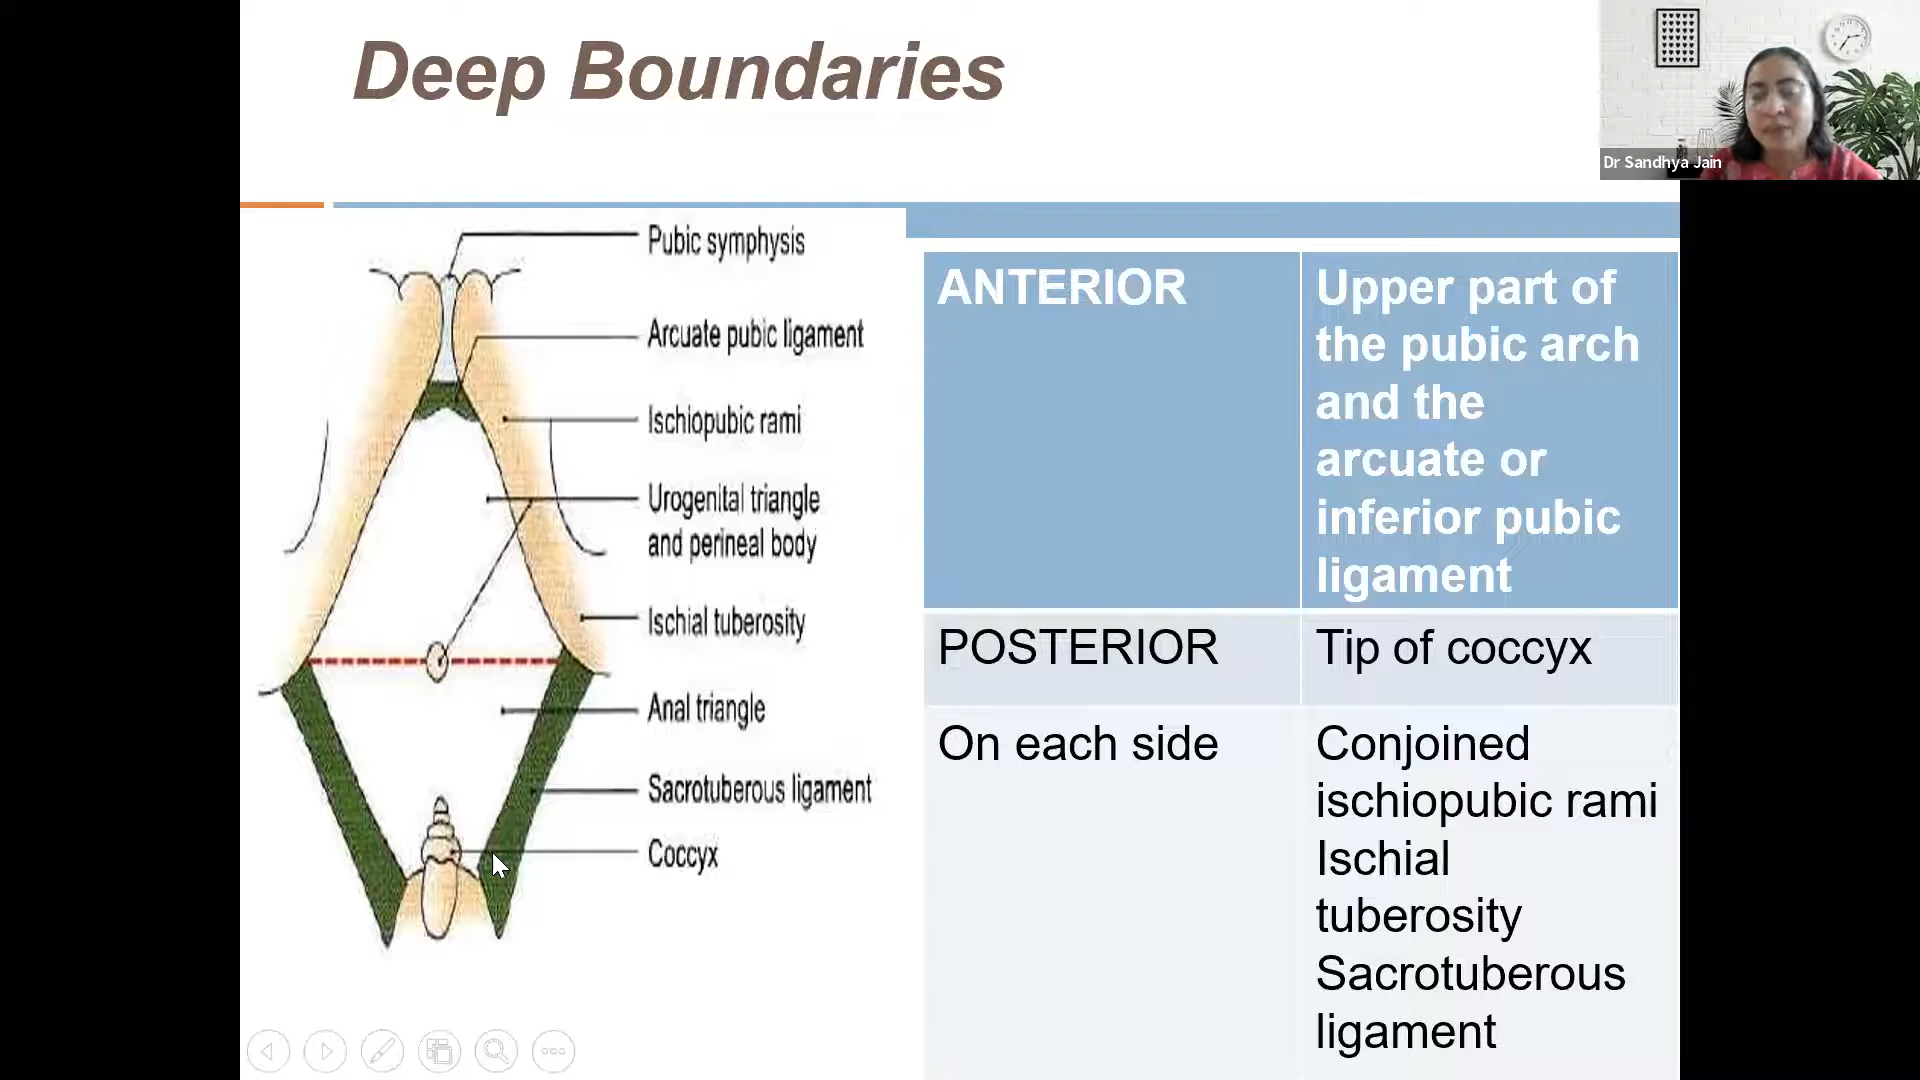 Deep Boundaries
Dr Sandhya Jain
Pubic symphysis
Arcuate pubic ligament
Ischiopubic rami
Urogenital triangle
and perineal body
Ischial tuberosity
Anal triangle
Sacrotuberous ligament
Coccyx
ANTERIOR
Upper part of
the pubic arch
and the
arcuate or
inferior pubic
ligament
POSTERIOR
Tip of coccyx
On each side
Conjoined
ischiopubic rami
Ischial
tuberosity
Sacrotuberous
ligament